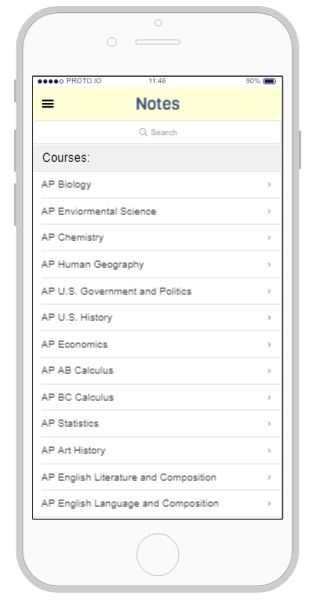 PROTO.IO 11:46 90%
Notes
Search
Courses:
AP Biology
AP Enviormental Science
AP Chemistry
AP Human Geography
AP U.S. Government and Politics
AP U.S. History
AP Economics
AP AB Calculus
AP BC Calculus
AP Statistics
AP Art History
AP English Literature and Composition
AP English Language and Composition